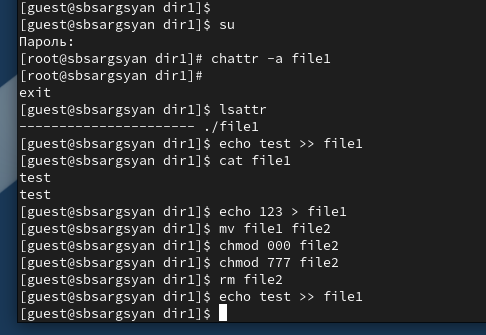 [guest@sbsargsyan dir1]$
[guest@sbsargsyan dir1]$ su
Пароль:
[root@sbsargsyan dir1]# chattr -a file1
[root@sbsargsyan dir1]#
exit
[guest@sbsargsyan dir1]$ lsattr
---------------------- ./file1
[guest@sbsargsyan dir1]$ echo test >> file1
[guest@sbsargsyan dir1]$ cat file1
test
test
[guest@sbsargsyan dir1]$ echo 123 > file1
[guest@sbsargsyan dir1]$ mv file1 file2
[guest@sbsargsyan dir1]$ chmod 000 file2
[guest@sbsargsyan dir1]$ chmod 777 file2
[guest@sbsargsyan dir1]$ rm file2
[guest@sbsargsyan dir1]$ echo test >> file1
[guest@sbsargsyan dir1]$